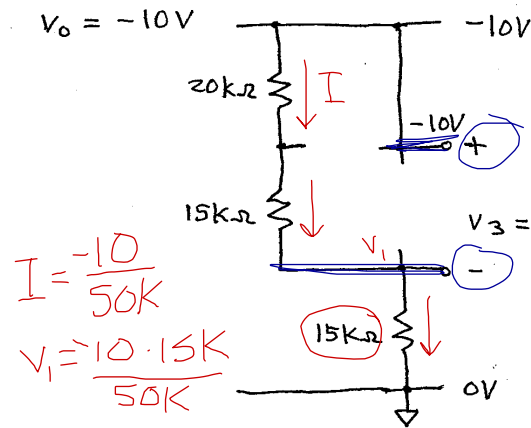 V₀ = -10V
-10V
20KΩ
I
-10V
+
15KΩ
V₃ =
V₁
-
I = -10/50K
15KΩ
V₁ = -10·15K/50K
0V